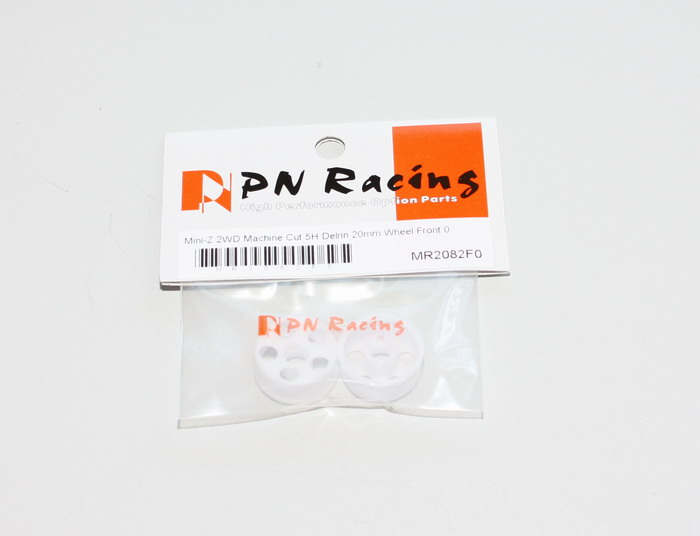 PN Racing
High Performance Option Parts
Mini-Z 2WD Machine Cut 5H Delrin 20mm Wheel Front 0
MR2082F0
PN Racing